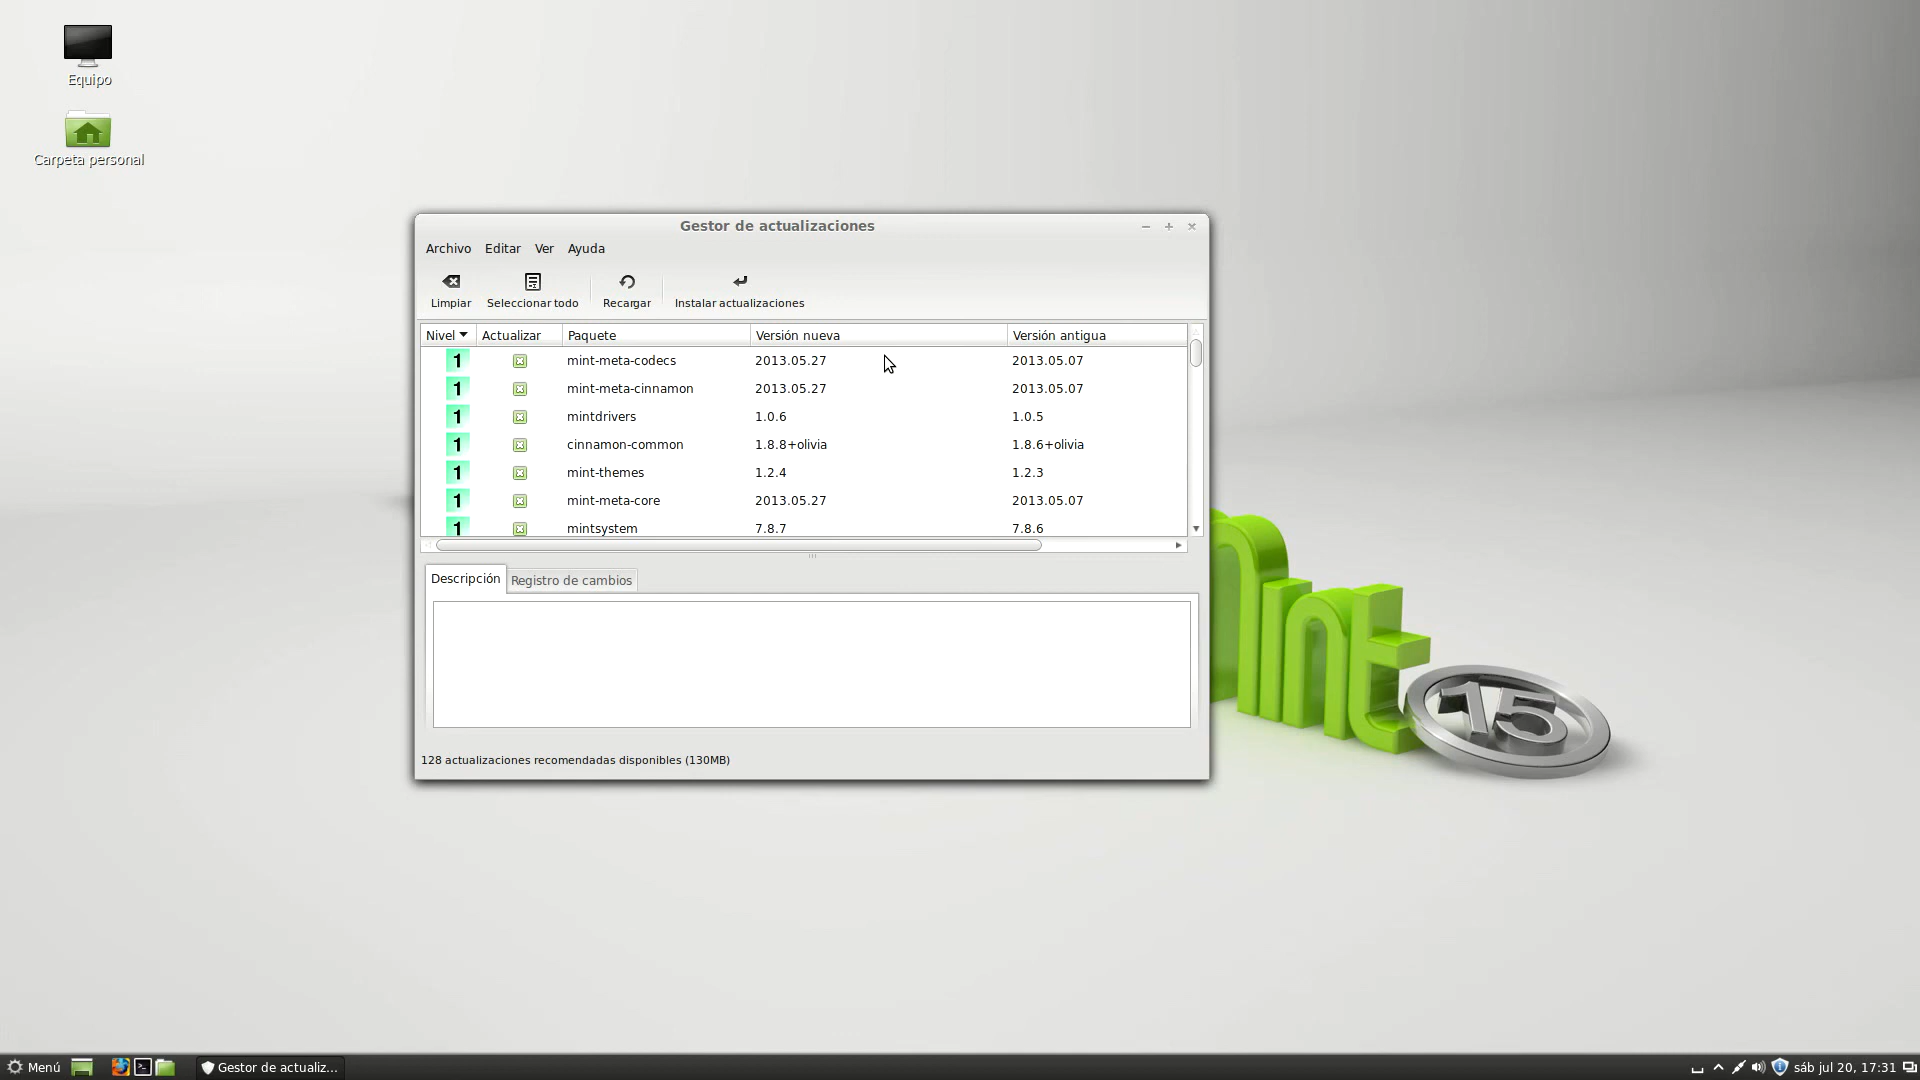 Equipo
Carpeta personal
Gestor de actualizaciones
Archivo Editar Ver Ayuda
Limpiar Seleccionar todo Recargar Instalar actualizaciones
Nivel Actualizar Paquete Versión nueva Versión antigua
1 mint-meta-codecs 2013.05.27 2013.05.07
1 mint-meta-cinnamon 2013.05.27 2013.05.07
1 mintdrivers 1.0.6 1.0.5
1 cinnamon-common 1.8.8+olivia 1.8.6+olivia
1 mint-themes 1.2.4 1.2.3
1 mint-meta-core 2013.05.27 2013.05.07
1 mintsystem 7.8.7 7.8.6
Descripción Registro de cambios
128 actualizaciones recomendadas disponibles (130MB)
mint
15
Menú Gestor de actualiz... sáb jul 20, 17:31